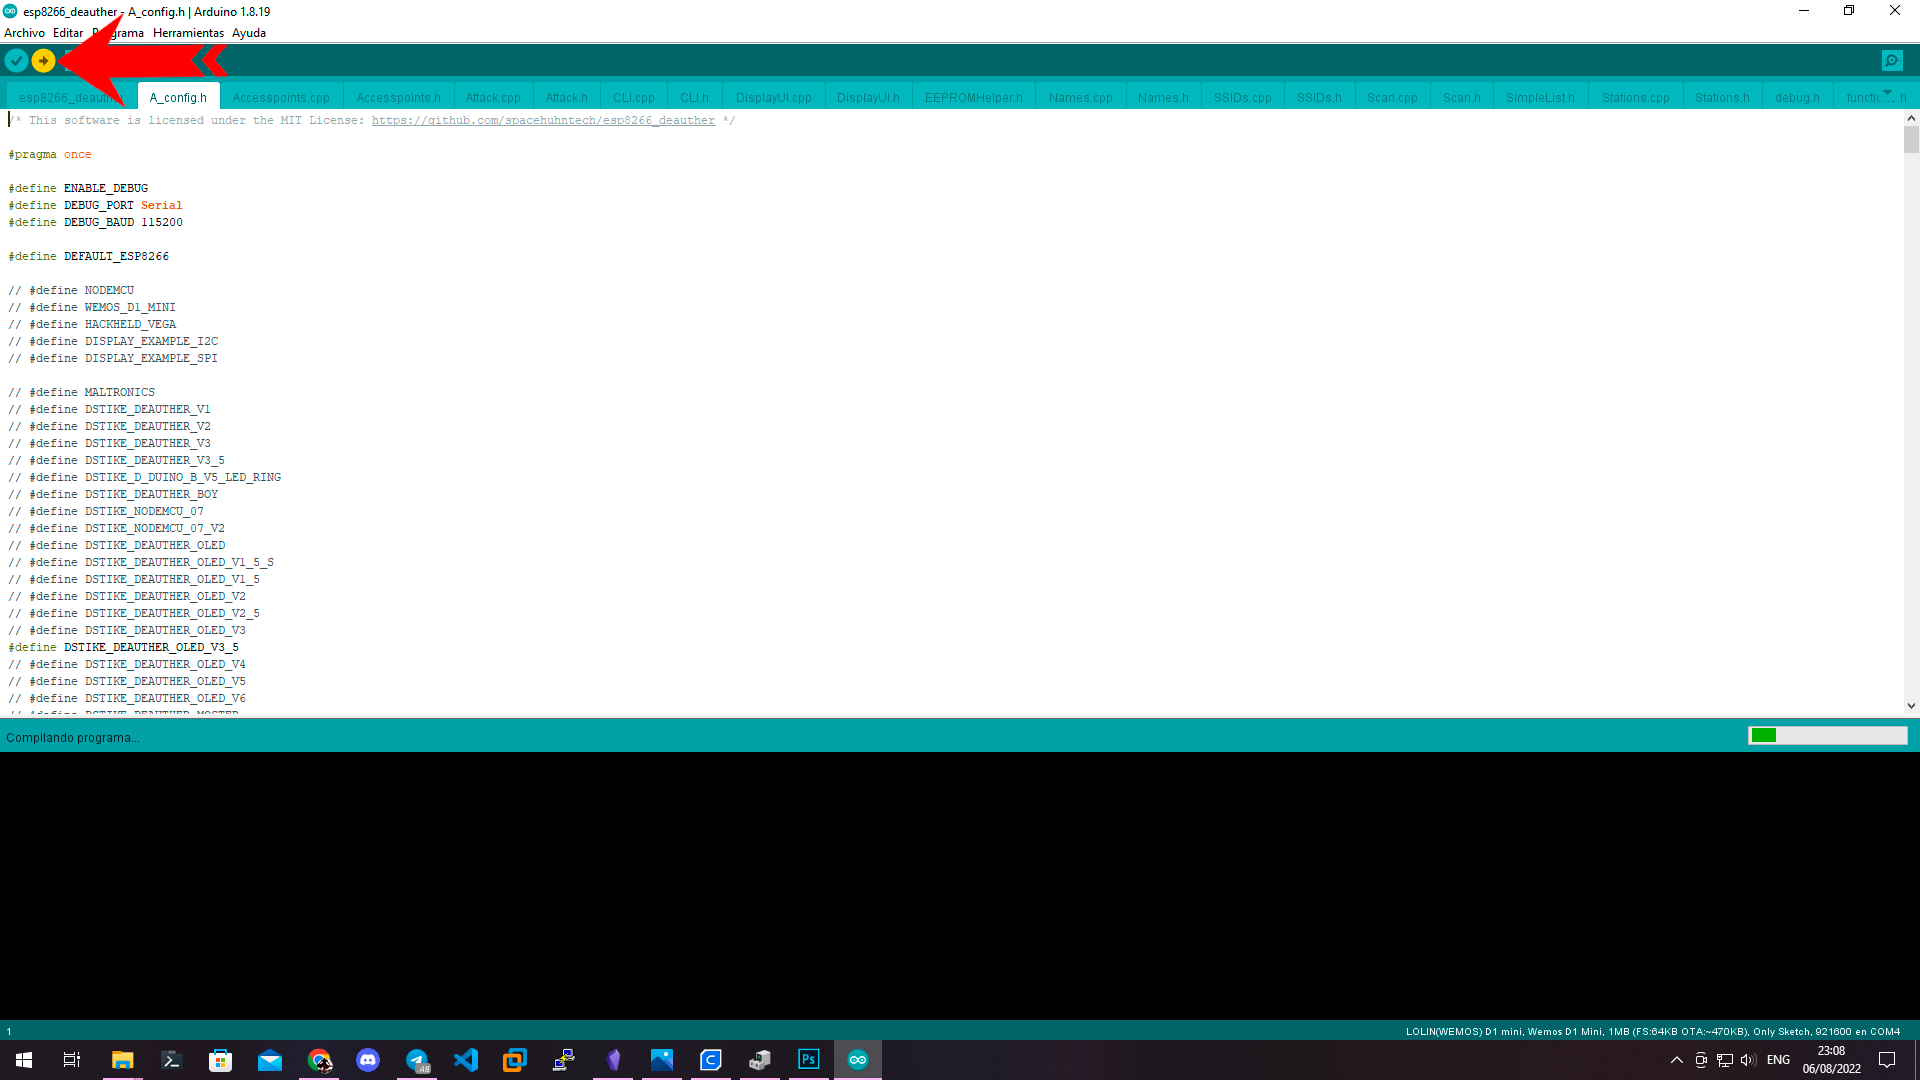 esp8266_deauther - A_config.h | Arduino 1.8.19
Archivo Editar Programa Herramientas Ayuda
esp8266_deauther A_config.h Accesspoints.cpp Accesspoints.h Attack.cpp Attack.h CLI.cpp CLI.h DisplayUI.cpp DisplayUI.h EEPROMHelper.h Names.cpp Names.h SSIDs.cpp SSIDs.h Scan.cpp Scan.h SimpleList.h Stations.cpp Stations.h debug.h
/* This software is licensed under the MIT License: https://github.com/spacehuhntech/esp8266_deauther */
#pragma once
#define ENABLE_DEBUG
#define DEBUG_PORT Serial
#define DEBUG_BAUD 115200
#define DEFAULT_ESP8266
// #define NODEMCU
// #define WEMOS_D1_MINI
// #define HACKHELD_VEGA
// #define DISPLAY_EXAMPLE_I2C
// #define DISPLAY_EXAMPLE_SPI
// #define MALTRONICS
// #define DSTIKE_DEAUTHER_V1
// #define DSTIKE_DEAUTHER_V2
// #define DSTIKE_DEAUTHER_V3
// #define DSTIKE_DEAUTHER_V3_5
// #define DSTIKE_D_DUINO_B_V5_LED_RING
// #define DSTIKE_DEAUTHER_BOY
// #define DSTIKE_NODEMCU_07
// #define DSTIKE_NODEMCU_07_V2
// #define DSTIKE_DEAUTHER_OLED
// #define DSTIKE_DEAUTHER_OLED_V1_5_S
// #define DSTIKE_DEAUTHER_OLED_V1_5
// #define DSTIKE_DEAUTHER_OLED_V2
// #define DSTIKE_DEAUTHER_OLED_V2_5
// #define DSTIKE_DEAUTHER_OLED_V3
#define DSTIKE_DEAUTHER_OLED_V3_5
// #define DSTIKE_DEAUTHER_OLED_V4
// #define DSTIKE_DEAUTHER_OLED_V5
// #define DSTIKE_DEAUTHER_OLED_V6
// #define DSTIKE_DEAUTHER_MOSTER
Compilando programa...
1
LOLIN(WEMOS) D1 mini, Wemos D1 Mini, 1MB (FS:64KB OTA:~470KB), Only Sketch, 921600 en COM4
48
Ps
ENG
23:08
06/08/2022